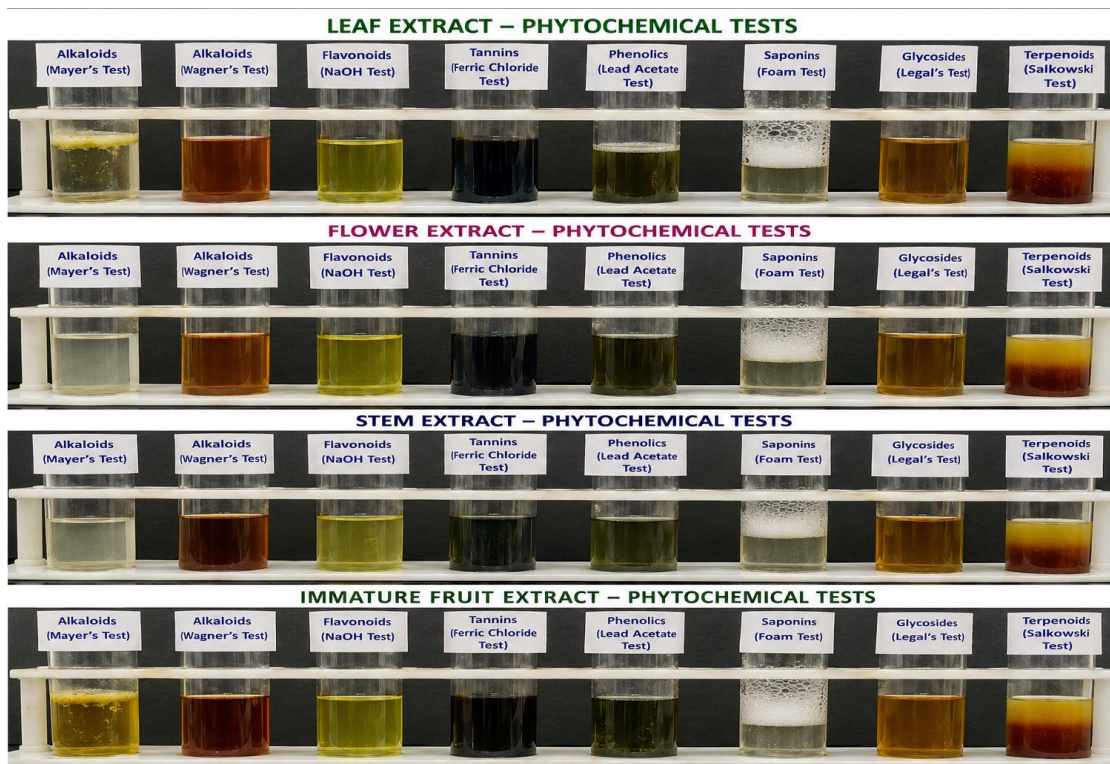 LEAF EXTRACT – PHYTOCHEMICAL TESTS
Alkaloids
(Mayer's Test)
Alkaloids
(Wagner's Test)
Flavonoids
(NaOH Test)
Tannins
(Ferric Chloride
Test)
Phenolics
(Lead Acetate
Test)
Saponins
(Foam Test)
Glycosides
(Legal's Test)
Terpenoids
(Salkowski
Test)
FLOWER EXTRACT – PHYTOCHEMICAL TESTS
Alkaloids
(Mayer's Test)
Alkaloids
(Wagner's Test)
Flavonoids
(NaOH Test)
Tannins
(Ferric Chloride
Test)
Phenolics
(Lead Acetate
Test)
Saponins
(Foam Test)
Glycosides
(Legal's Test)
Terpenoids
(Salkowski
Test)
STEM EXTRACT – PHYTOCHEMICAL TESTS
Alkaloids
(Mayer's Test)
Alkaloids
(Wagner's Test)
Flavonoids
(NaOH Test)
Tannins
(Ferric Chloride
Test)
Phenolics
(Lead Acetate
Test)
Saponins
(Foam Test)
Glycosides
(Legal's Test)
Terpenoids
(Salkowski
Test)
IMMATURE FRUIT EXTRACT – PHYTOCHEMICAL TESTS
Alkaloids
(Mayer's Test)
Alkaloids
(Wagner's Test)
Flavonoids
(NaOH Test)
Tannins
(Ferric Chloride
Test)
Phenolics
(Lead Acetate
Test)
Saponins
(Foam Test)
Glycosides
(Legal's Test)
Terpenoids
(Salkowski
Test)